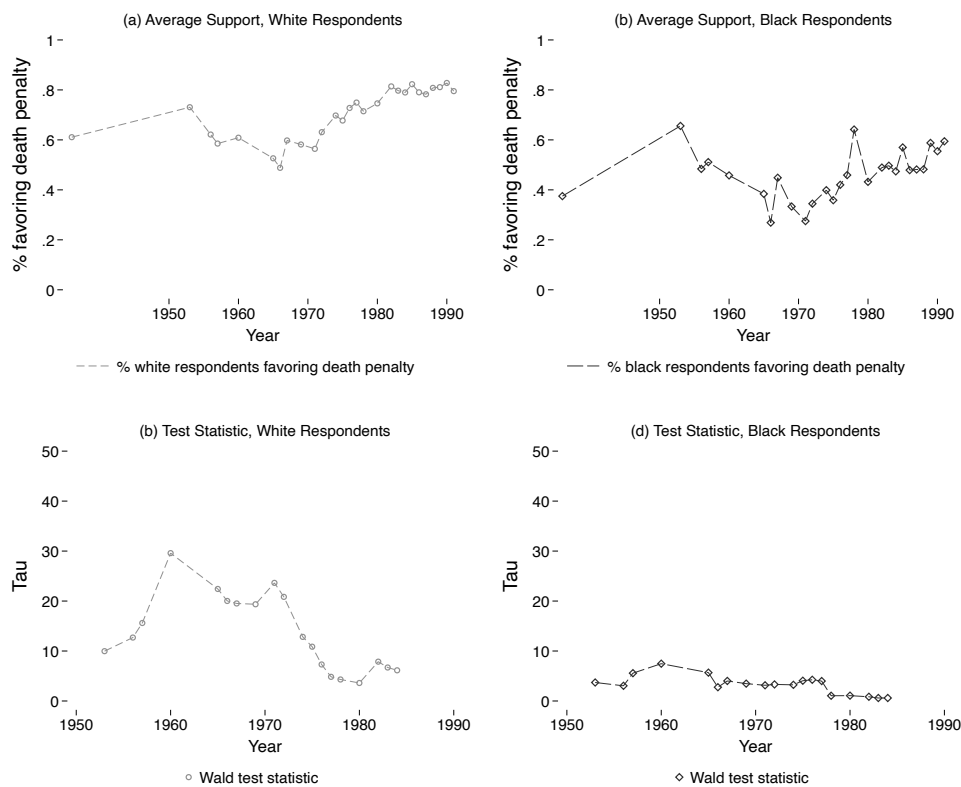 (a) Average Support, White Respondents
% favoring death penalty
1
.8
.6
.4
.2
0
1950 1960 1970 1980 1990
Year
% white respondents favoring death penalty
(b) Average Support, Black Respondents
% favoring death penalty
1
.8
.6
.4
.2
0
1950 1960 1970 1980 1990
Year
% black respondents favoring death penalty
(b) Test Statistic, White Respondents
Tau
50
40
30
20
10
0
1950 1960 1970 1980 1990
Year
Wald test statistic
(d) Test Statistic, Black Respondents
Tau
50
40
30
20
10
0
1950 1960 1970 1980 1990
Year
Wald test statistic